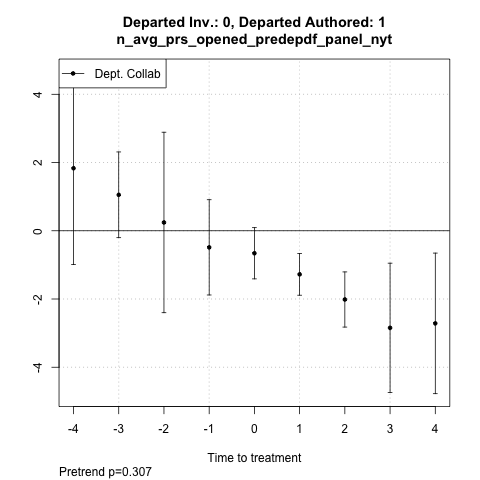 Departed Inv.: 0, Departed Authored: 1
n_avg_prs_opened_predepdf_panel_nyt
Dept. Collab
4
2
0
-2
-4
-4 -3 -2 -1 0 1 2 3 4
Time to treatment
Pretrend p=0.307